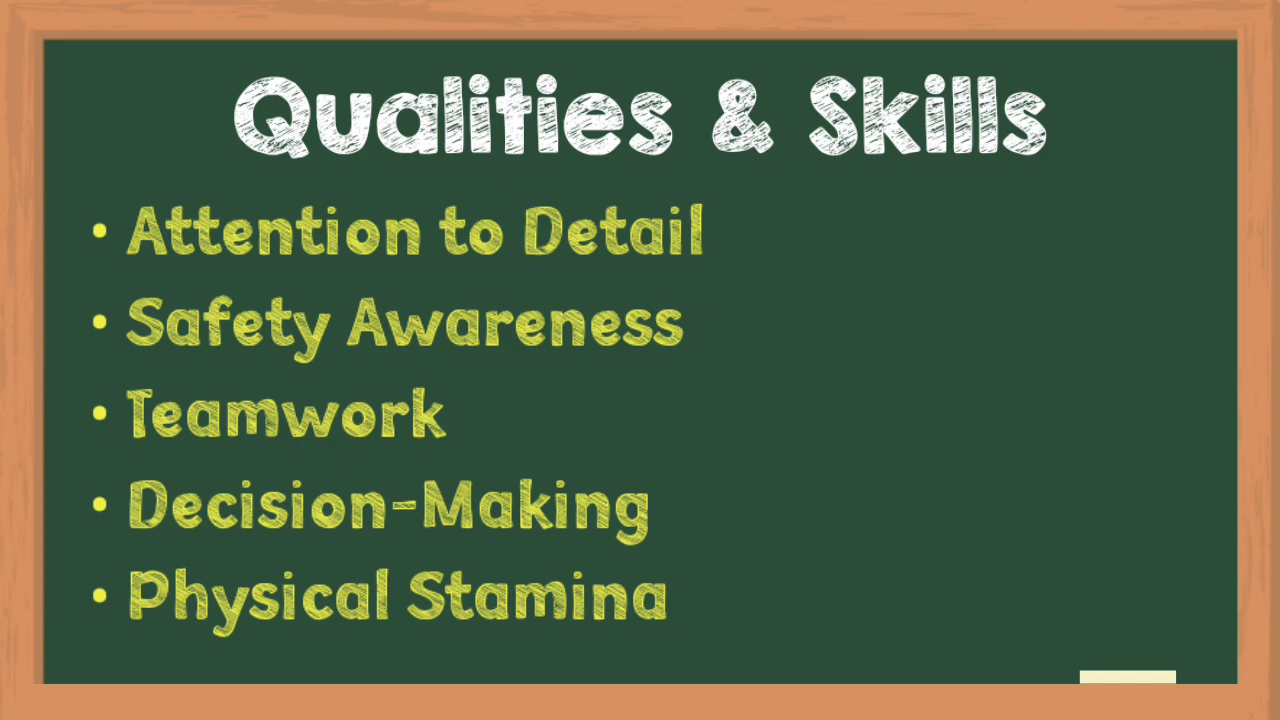 Qualities & Skills
• Attention to Detail
• Safety Awareness
• Teamwork
• Decision-Making
• Physical Stamina